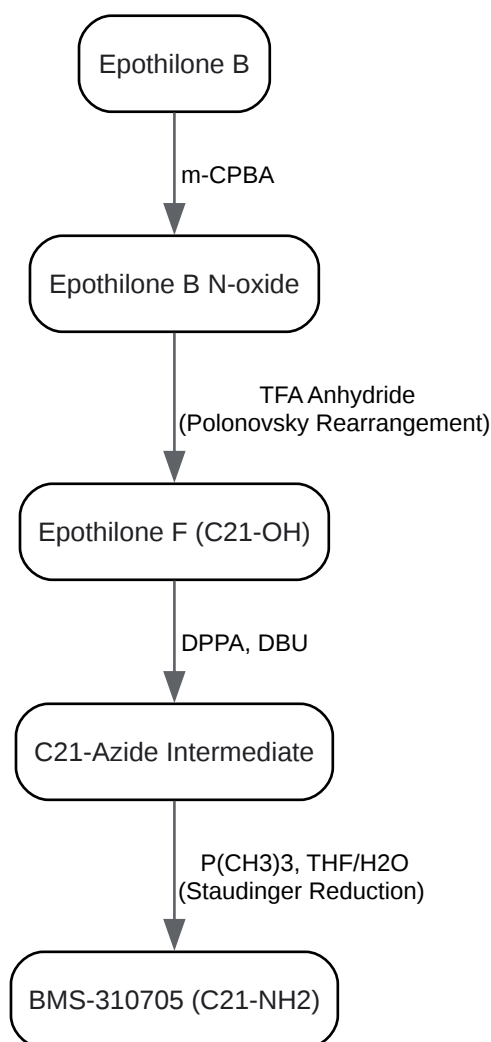 Epothilone B
m-CPBA
Epothilone B N-oxide
TFA Anhydride
(Polonovsky Rearrangement)
Epothilone F (C21-OH)
DPPA, DBU
C21-Azide Intermediate
P(CH3)3, THF/H2O
(Staudinger Reduction)
BMS-310705 (C21-NH2)